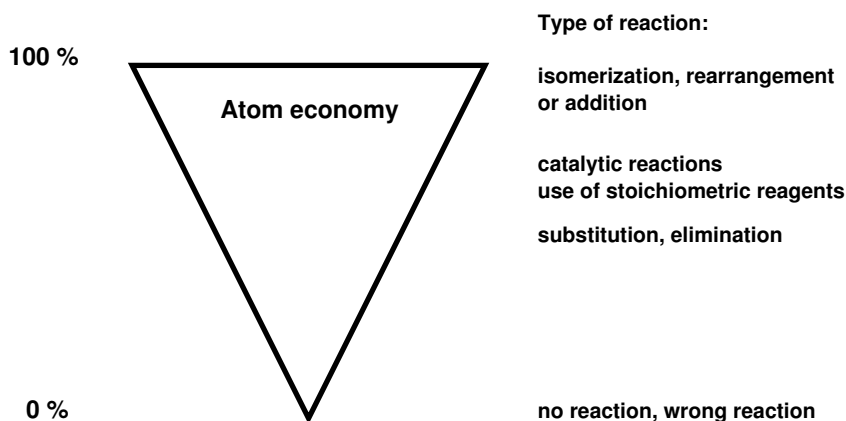 Type of reaction:
100 %
isomerization, rearrangement
or addition
Atom economy
catalytic reactions
use of stoichiometric reagents
substitution, elimination
0 %
no reaction, wrong reaction